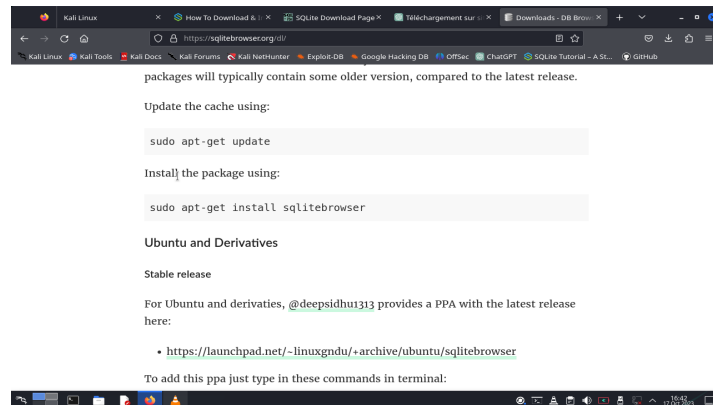 Kali Linux
How To Download & I
SQLite Download Page
Téléchargement sur s
Downloads - DB Brow
https://sqlitebrowser.org/dl/
Kali Linux Kali Tools Kali Docs Kali Forums Kali NetHunter Exploit-DB Google Hacking DB OffSec ChatGPT SQLite Tutorial – A St... GitHub
packages will typically contain some older version, compared to the latest release.
Update the cache using:
sudo apt-get update
Install the package using:
sudo apt-get install sqlitebrowser
Ubuntu and Derivatives
Stable release
For Ubuntu and derivaties, @deepsidhu1313 provides a PPA with the latest release
here:
• https://launchpad.net/~linuxgndu/+archive/ubuntu/sqlitebrowser
To add this ppa just type in these commands in terminal:
16:42
17 Oct 2023